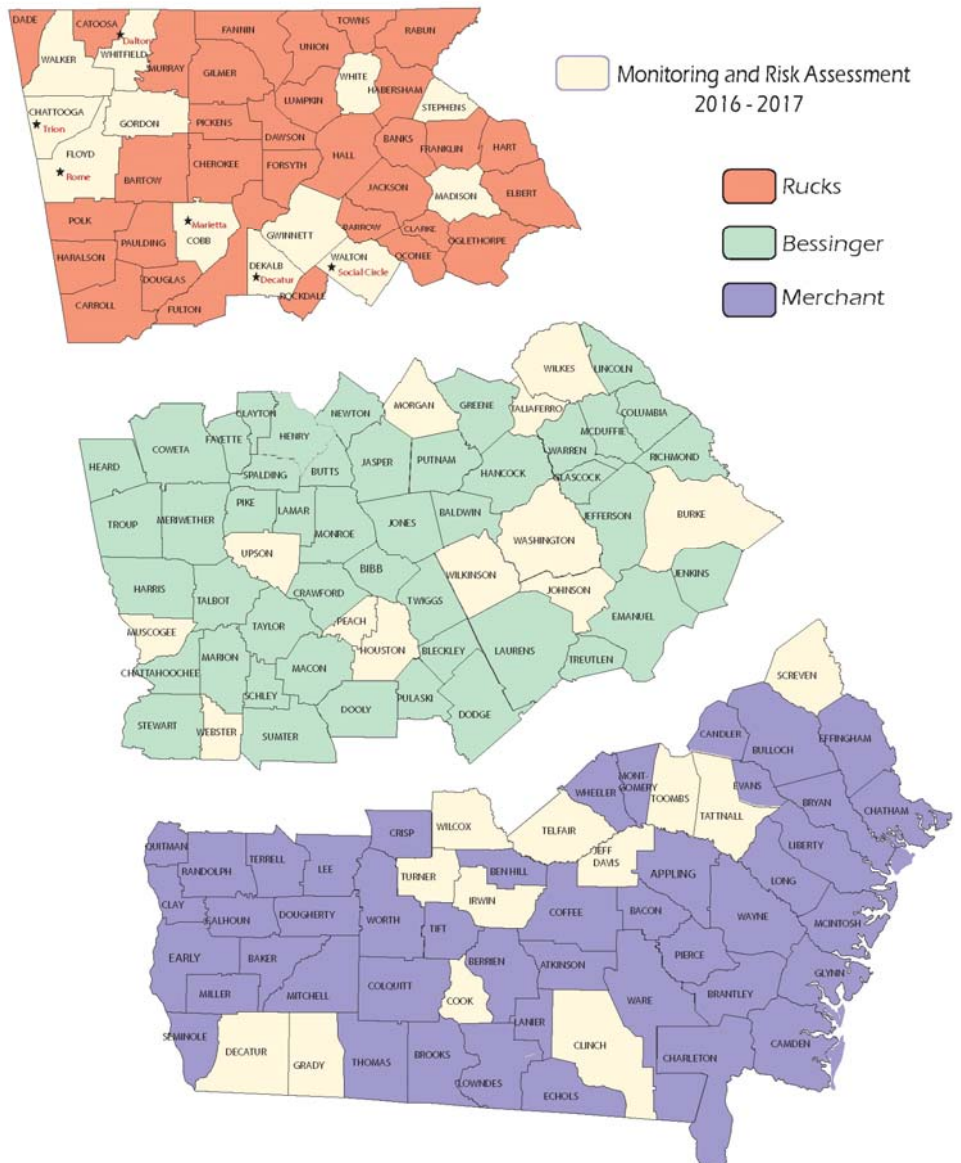 Monitoring and Risk Assessment
2016 - 2017
Rucks
Bessinger
Merchant
DADE
CATOOSA
Dalton
WALKER
WHITFIELD
MURRAY
FANNIN
GILMER
UNION
TOWNS
RABUN
WHITE
HABERSHAM
STEPHENS
LUMPKIN
CHATTOOGA
Trion
GORDON
PICKENS
DAWSON
BANKS
FRANKLIN
HART
FLOYD
Rome
BARTOW
CHEROKEE
FORSYTH
HALL
JACKSON
MADISON
ELBERT
POLK
PAULDING
Marietta
COBB
GWINNETT
BARROW
CLARKE
OGLETHORPE
OCONEE
HARALSON
DOUGLAS
DEKALB
Decatur
WALTON
Social Circle
ROCKDALE
CARROLL
FULTON
WILKES
LINCOLN
MORGAN
GREENE
TALIAFERRO
COLUMBIA
CLAYTON
NEWTON
MCDUFFIE
COWETA
FAYETTE
HENRY
WARREN
RICHMOND
HEARD
SPALDING
BUTTS
JASPER
PUTNAM
HANCOCK
GLASCOCK
TROUP
MERIWETHER
PIKE
LAMAR
MONROE
JONES
BALDWIN
JEFFERSON
BURKE
UPSON
WASHINGTON
BIBB
WILKINSON
JENKINS
HARRIS
TALBOT
CRAWFORD
TWIGGS
JOHNSON
EMANUEL
MUSCOGEE
TAYLOR
PEACH
HOUSTON
BLECKLEY
LAURENS
TREUTLEN
CHATTAHOOCHEE
MARION
MACON
SCHLEY
DOOLY
PULASKI
DODGE
STEWART
WEBSTER
SUMTER
SCREVEN
CANDLER
BULLOCH
EFFINGHAM
WHEELER
MONT-
GOMERY
TOOMBS
EVANS
TATTNALL
BRYAN
CHATHAM
WILCOX
TELFAIR
CRISP
JEFF
DAVIS
LIBERTY
QUITMAN
RANDOLPH
TERRELL
LEE
TURNER
BEN HILL
IRWIN
APPLING
LONG
CLAY
CALHOUN
DOUGHERTY
WORTH
TIFT
COFFEE
BACON
WAYNE
MCINTOSH
EARLY
BAKER
BERRIEN
ATKINSON
PIERCE
GLYNN
MILLER
MITCHELL
COLQUITT
COOK
WARE
BRANTLEY
LANIER
SEMINOLE
DECATUR
GRADY
THOMAS
BROOKS
LOWNDES
CLINCH
ECHOLS
CHARLETON
CAMDEN